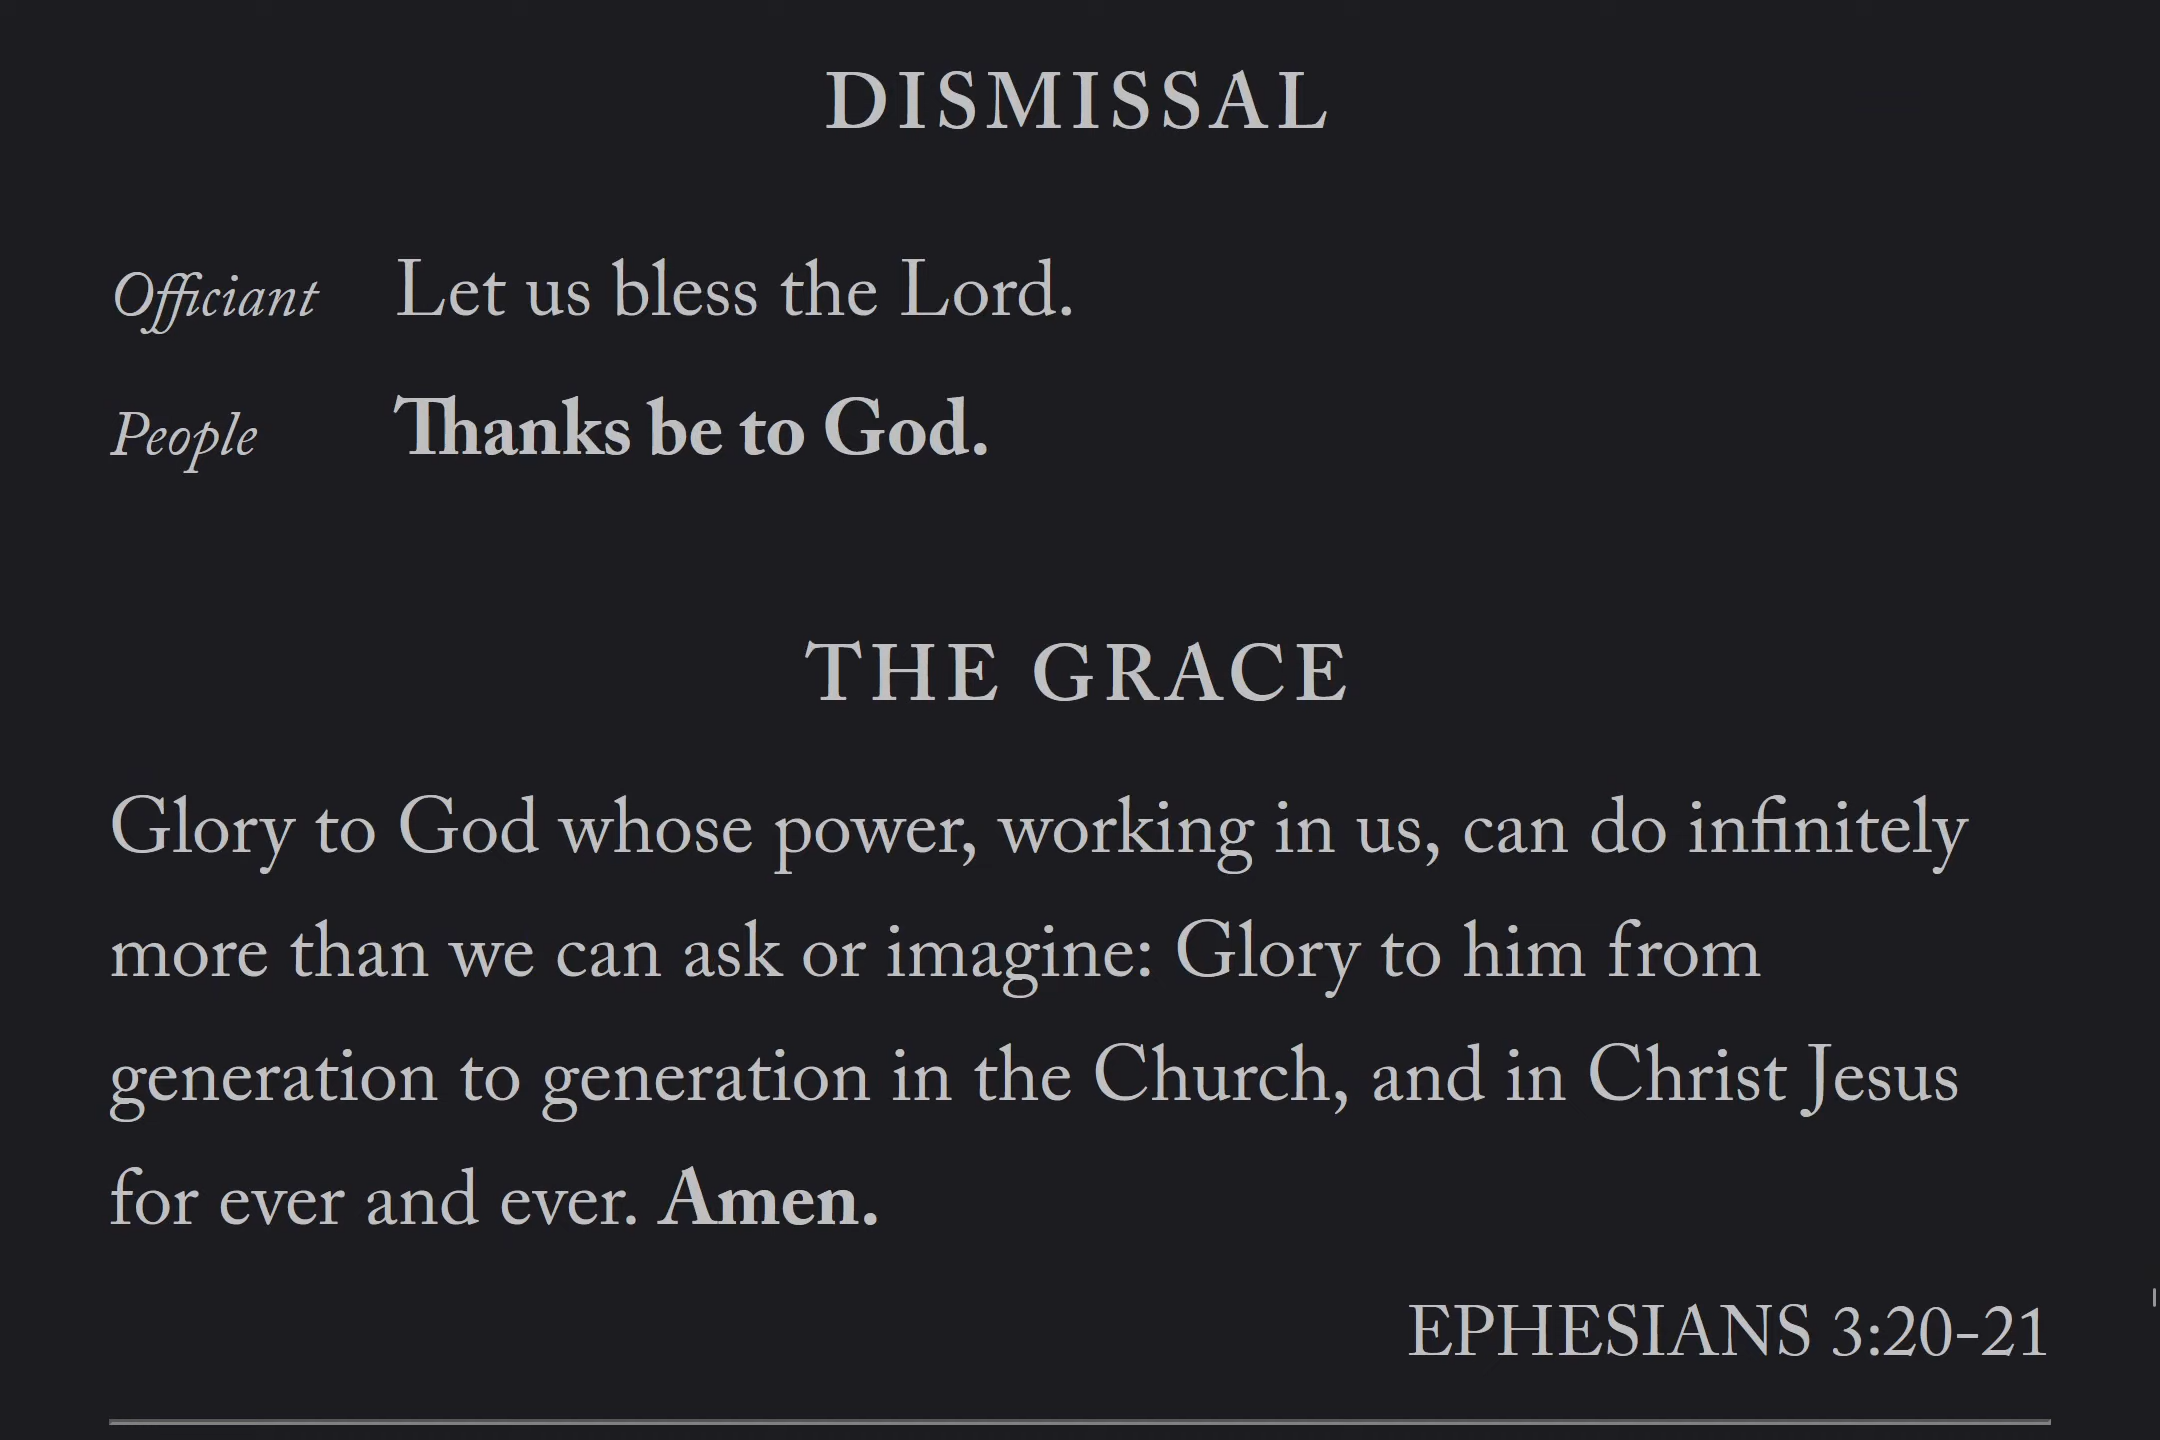 DISMISSAL
Officiant Let us bless the Lord.
People Thanks be to God.
THE GRACE
Glory to God whose power, working in us, can do infinitely
more than we can ask or imagine: Glory to him from
generation to generation in the Church, and in Christ Jesus
for ever and ever. Amen.
EPHESIANS 3:20-21